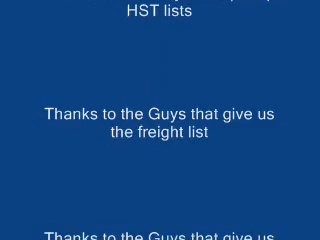 HST lists
Thanks to the Guys that give us
the freight list
Thanks to the Guys that give us